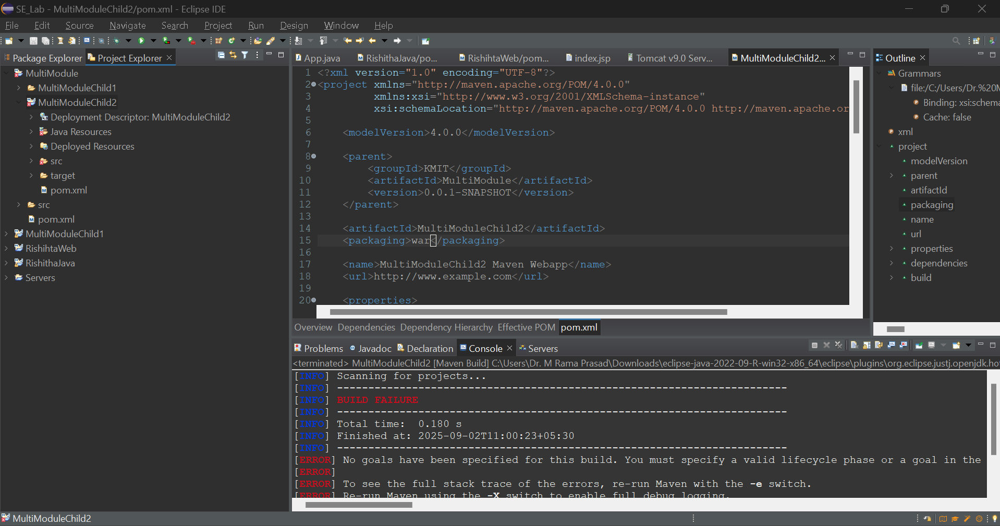 SE_Lab - MultiModuleChild2/pom.xml - Eclipse IDE
File Edit Source Navigate Search Project Run Design Window Help
Package Explorer
Project Explorer
MultiModule
MultiModuleChild1
MultiModuleChild2
Deployment Descriptor: MultiModuleChild2
Java Resources
Deployed Resources
src
target
pom.xml
src
pom.xml
MultiModuleChild1
RishihtaWeb
RishithaJava
Servers
App.java
RishithaJava/po...
RishihtaWeb/pom...
index.jsp
Tomcat v9.0 Serv...
MultiModuleChild2...
1 <?xml version="1.0" encoding="UTF-8"?>
2 <project xmlns="http://maven.apache.org/POM/4.0.0"
3 xmlns:xsi="http://www.w3.org/2001/XMLSchema-instance"
4 xsi:schemaLocation="http://maven.apache.org/POM/4.0.0 http://maven.apache.or
5
6 <modelVersion>4.0.0</modelVersion>
7
8 <parent>
9 <groupId>KMIT</groupId>
10 <artifactId>MultiModule</artifactId>
11 <version>0.0.1-SNAPSHOT</version>
12 </parent>
13
14 <artifactId>MultiModuleChild2</artifactId>
15 <packaging>war</packaging>
16
17 <name>MultiModuleChild2 Maven Webapp</name>
18 <url>http://www.example.com</url>
19
20 <properties>
Overview Dependencies Dependency Hierarchy Effective POM pom.xml
Outline
Grammars
file:/C:/Users/Dr.%20M
Binding: xsi:schema
Cache: false
xml
project
modelVersion
parent
artifactId
packaging
name
url
properties
dependencies
build
Problems Javadoc Declaration Console Servers
<terminated> MultiModuleChild2 [Maven Build] C:\Users\Dr. M Rama Prasad\Downloads\eclipse-java-2022-09-R-win32-x86_64\eclipse\plugins\org.eclipse.justj.openjdk.ho
[INFO] Scanning for projects...
[INFO] ------------------------------------------------------------------------
[INFO] BUILD FAILURE
[INFO] ------------------------------------------------------------------------
[INFO] Total time:  0.180 s
[INFO] Finished at: 2025-09-02T11:00:23+05:30
[INFO] ------------------------------------------------------------------------
[ERROR] No goals have been specified for this build. You must specify a valid lifecycle phase or a goal in the
[ERROR]
[ERROR] To see the full stack trace of the errors, re-run Maven with the -e switch.
[ERROR] Re-run Maven using the -X switch to enable full debug logging.
MultiModuleChild2